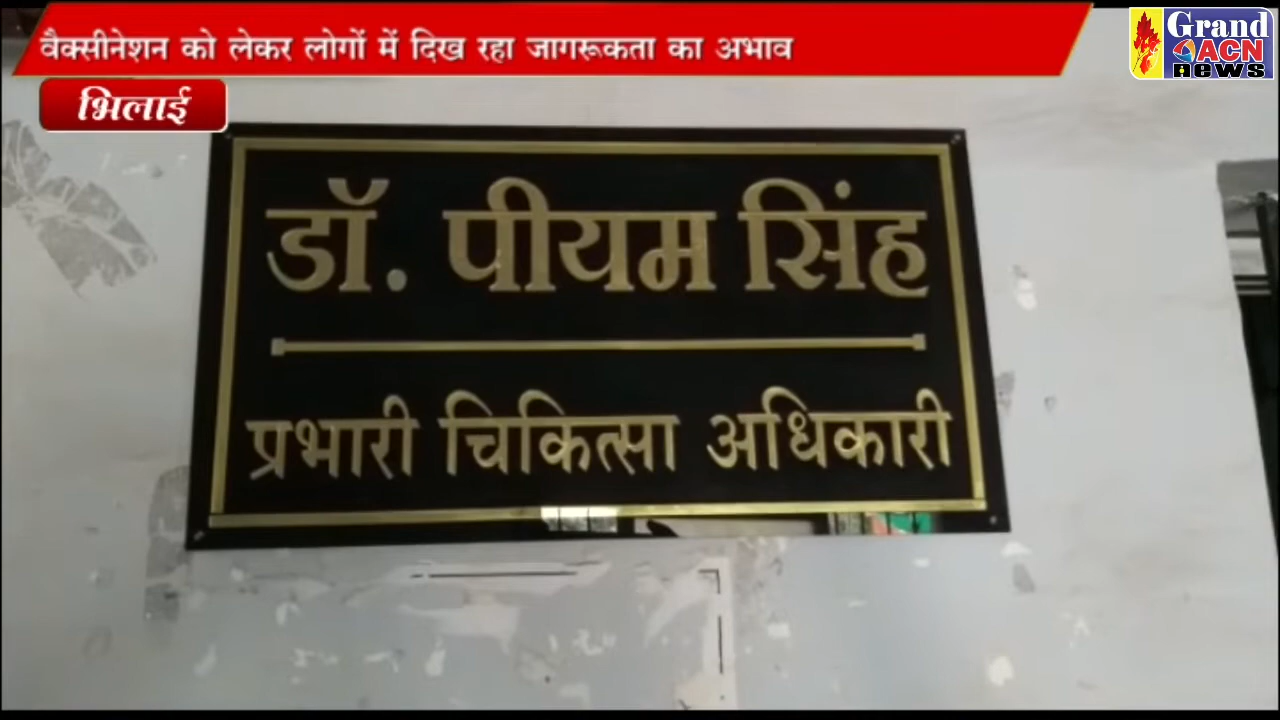 वैक्सीनेशन को लेकर लोगों में दिख रहा जागरूकता का अभाव
Grand
ACN
news
भिलाई
डॉ. पीयम सिंह
प्रभारी चिकित्सा अधिकारी